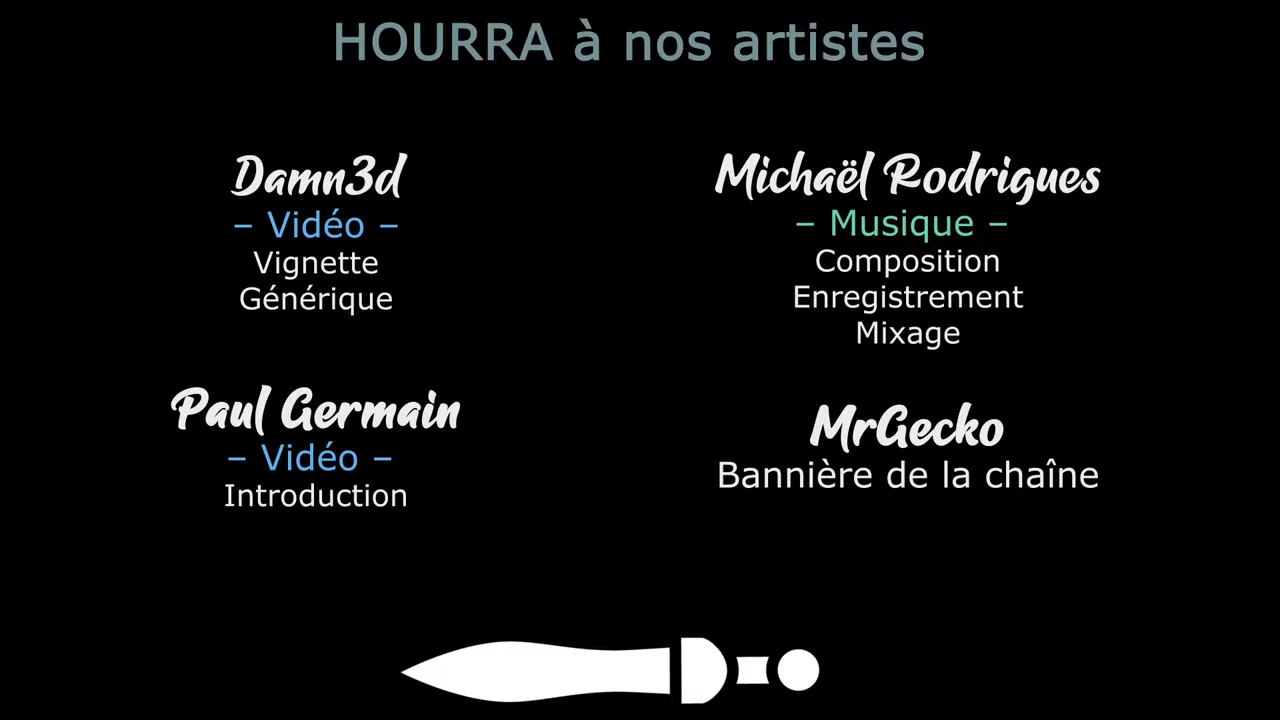 HOURRA à nos artistes
Damn3d
– Vidéo –
Vignette
Générique
Michaël Rodrigues
– Musique –
Composition
Enregistrement
Mixage
Paul Germain
– Vidéo –
Introduction
MrGecko
Bannière de la chaîne